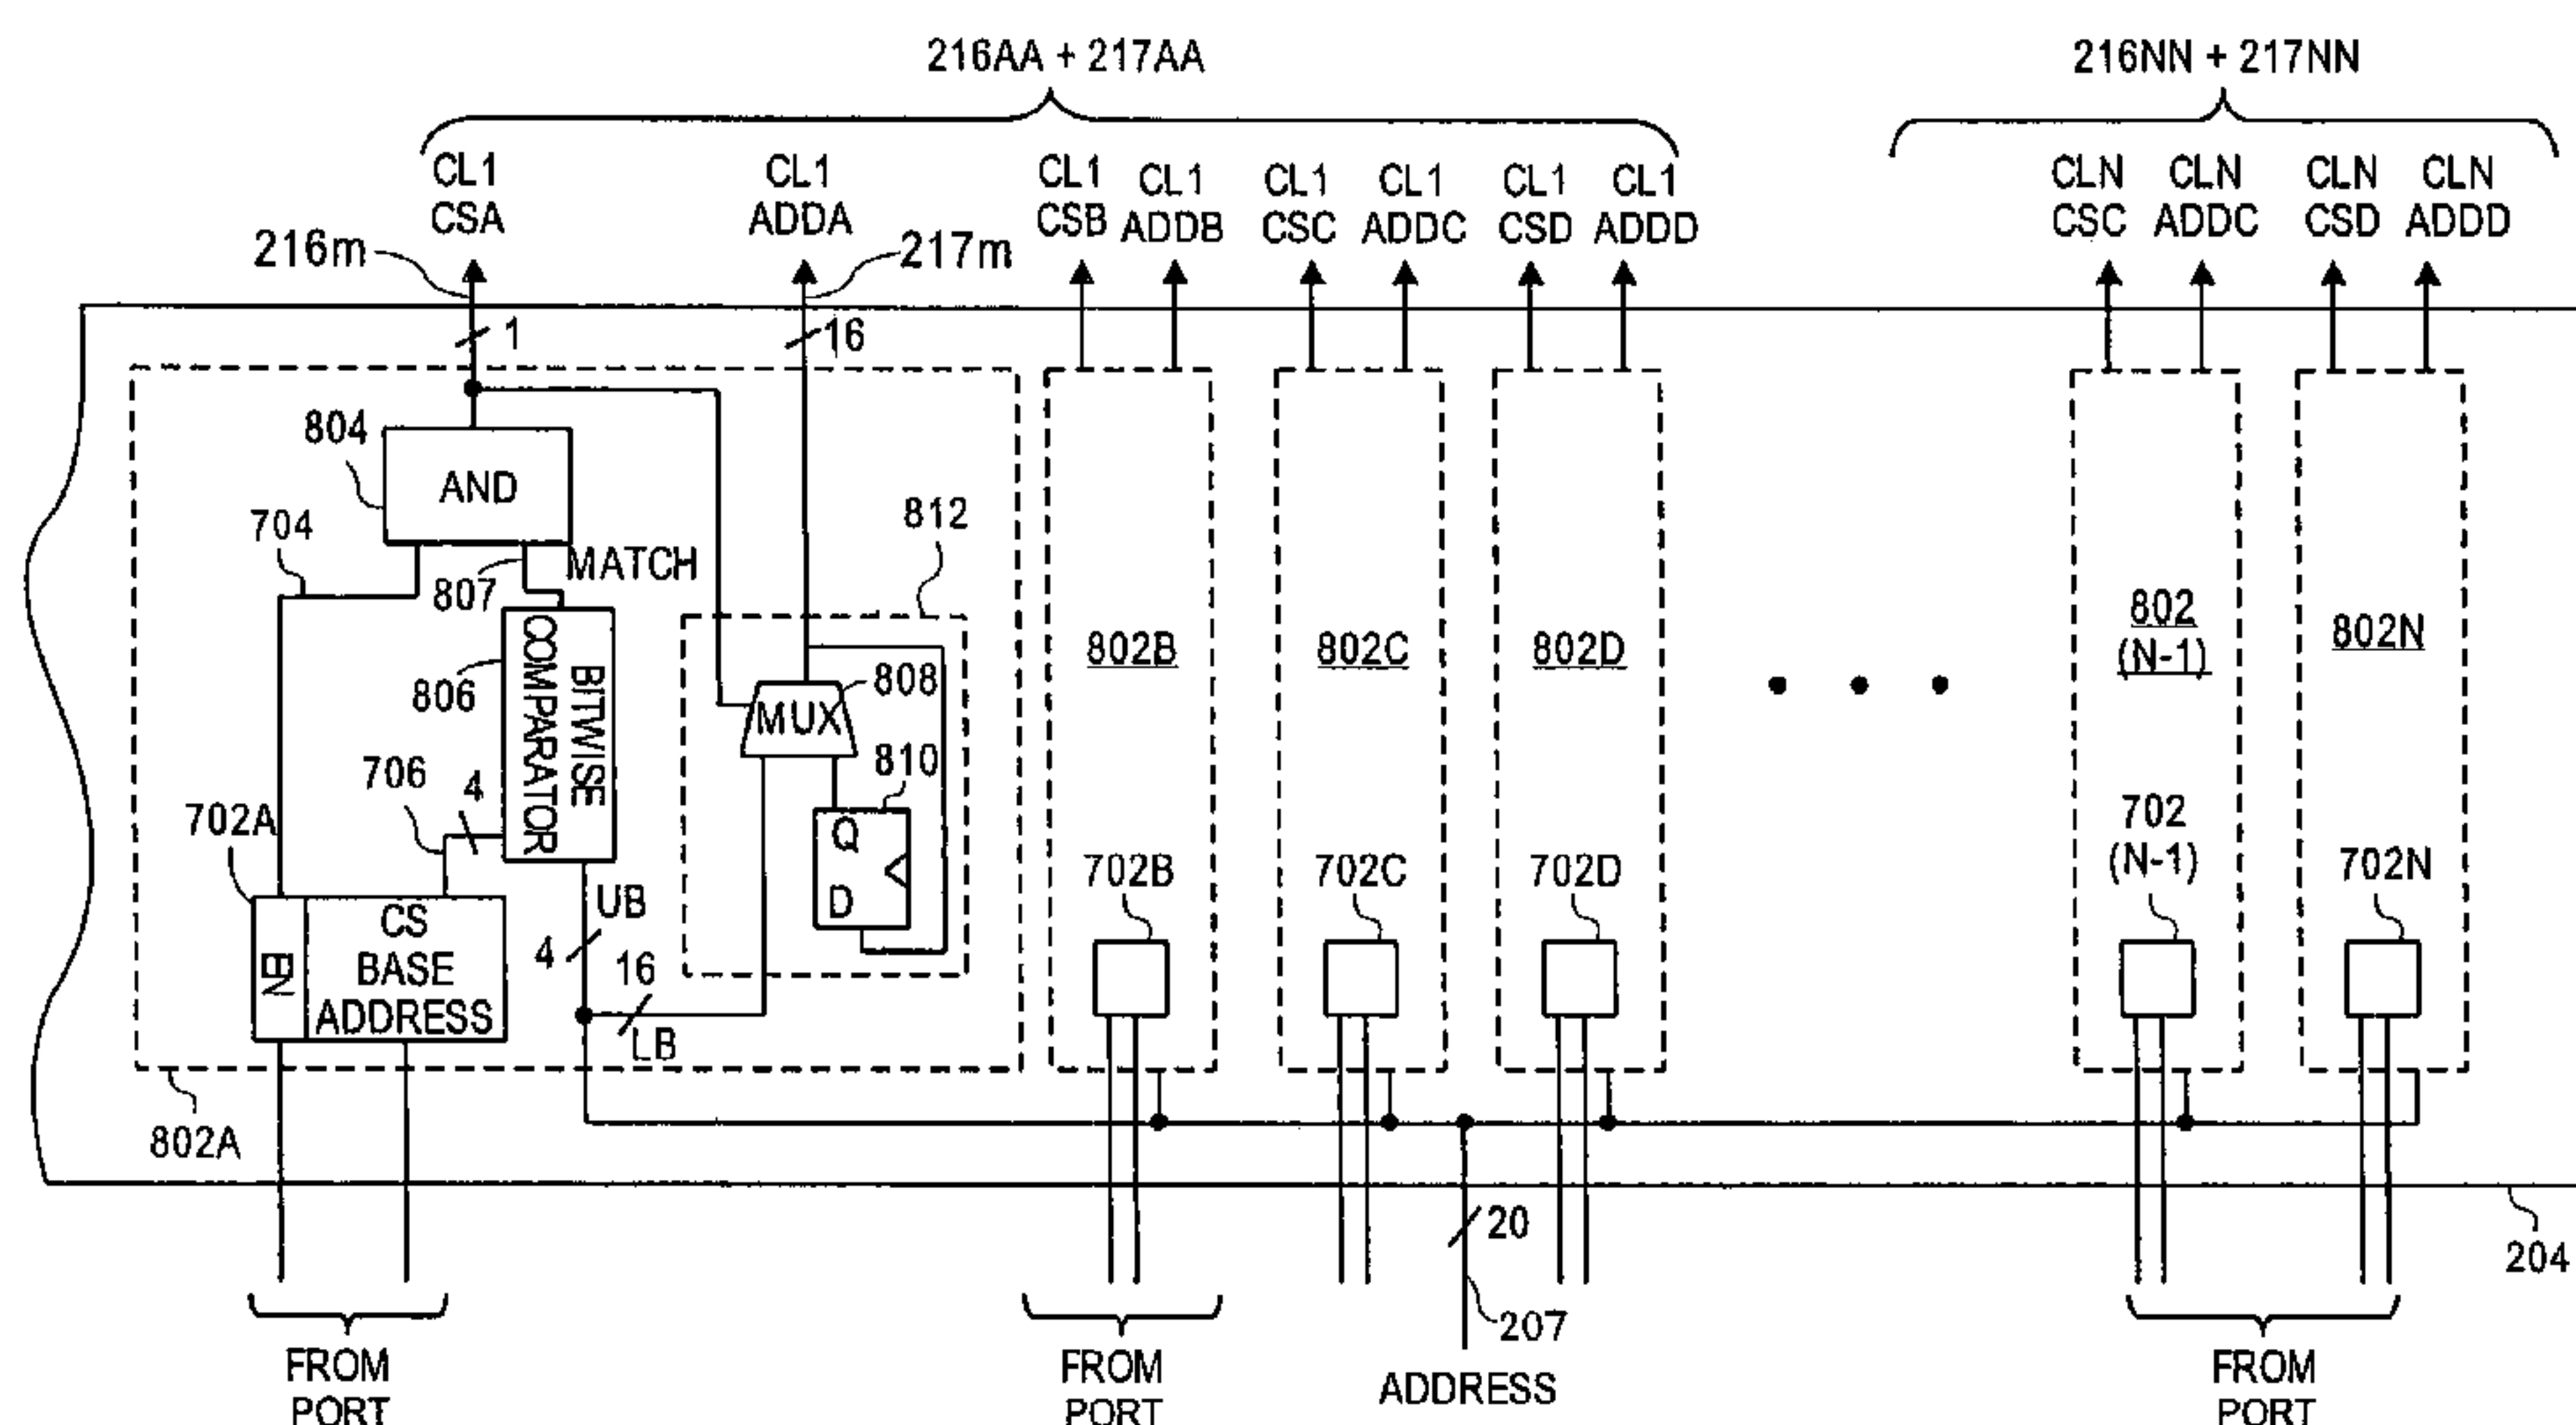 216AA + 217AA
216NN + 217NN
CL1
CSA
CL1
ADDA
CL1
CSB
CL1
ADDB
CL1
CSC
CL1
ADDC
CL1
CSD
CL1
ADDD
CLN
CSC
CLN
ADDC
CLN
CSD
CLN
ADDD
216m
217m
1
16
804
AND
704
807
MATCH
812
806
BITWISE
COMPARATOR
808
MUX
810
Q
D
706
4
702A
EN
CS
BASE
ADDRESS
UB
4
16
LB
802A
802B
802C
802D
802
(N-1)
802N
702B
702C
702D
702
(N-1)
702N
20
207
204
FROM
PORT
FROM
PORT
ADDRESS
FROM
PORT